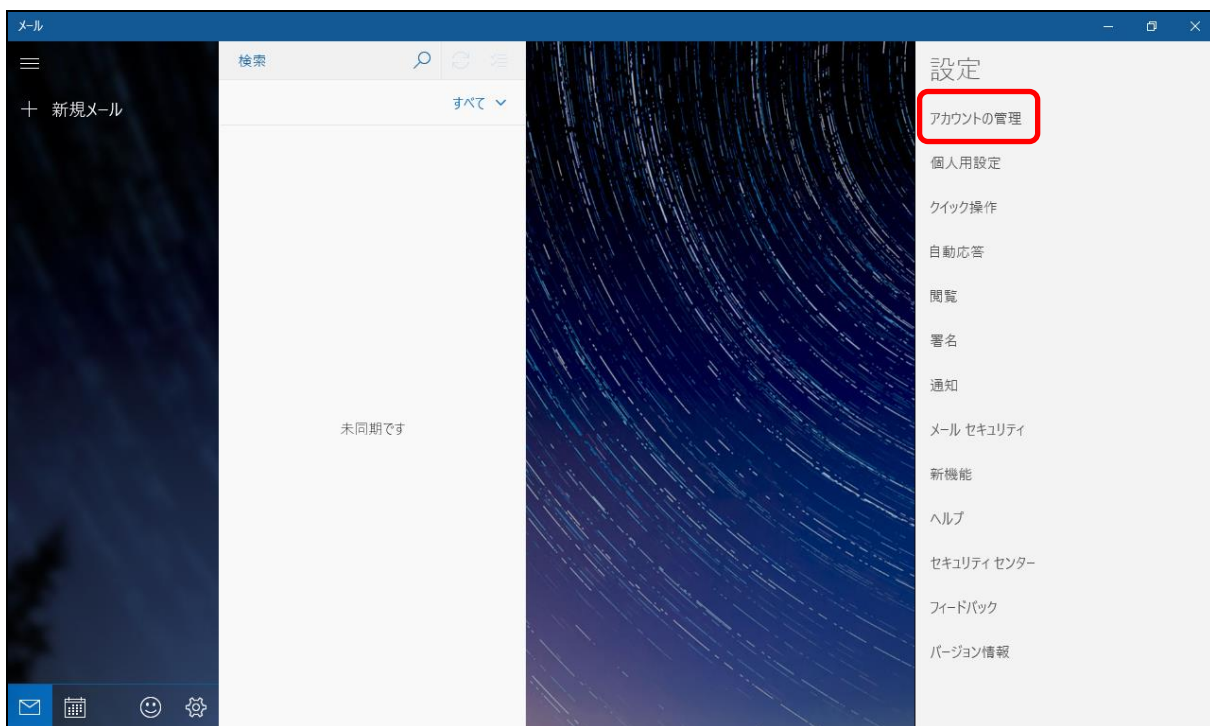 メール
＋ 新規メール
検索
すべて
未同期です
設定
アカウントの管理
個人用設定
クイック操作
自動応答
閲覧
署名
通知
メール セキュリティ
新機能
ヘルプ
セキュリティ センター
フィードバック
バージョン情報